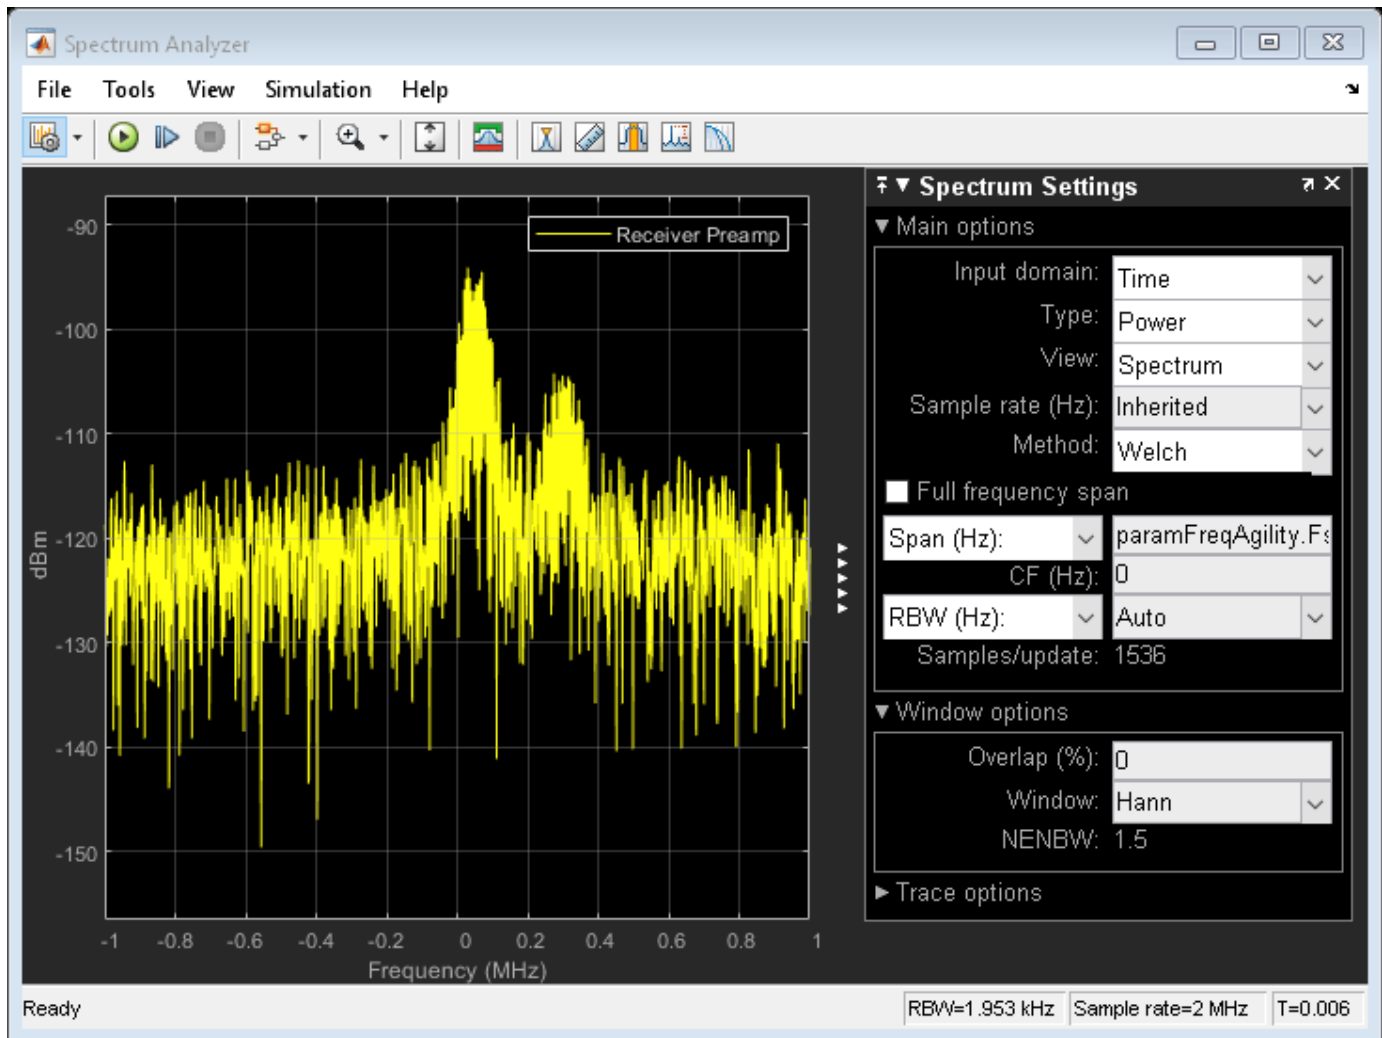 Spectrum Analyzer
File Tools View Simulation Help
Receiver Preamp
-90
-100
-110
-120
-130
-140
-150
dBm
-1 -0.8 -0.6 -0.4 -0.2 0 0.2 0.4 0.6 0.8 1
Frequency (MHz)
Spectrum Settings
Main options
Input domain: Time
Type: Power
View: Spectrum
Sample rate (Hz): Inherited
Method: Welch
Full frequency span
Span (Hz): paramFreqAgility.Fs
CF (Hz): 0
RBW (Hz): Auto
Samples/update: 1536
Window options
Overlap (%): 0
Window: Hann
NENBW: 1.5
Trace options
Ready RBW=1.953 kHz Sample rate=2 MHz T=0.006